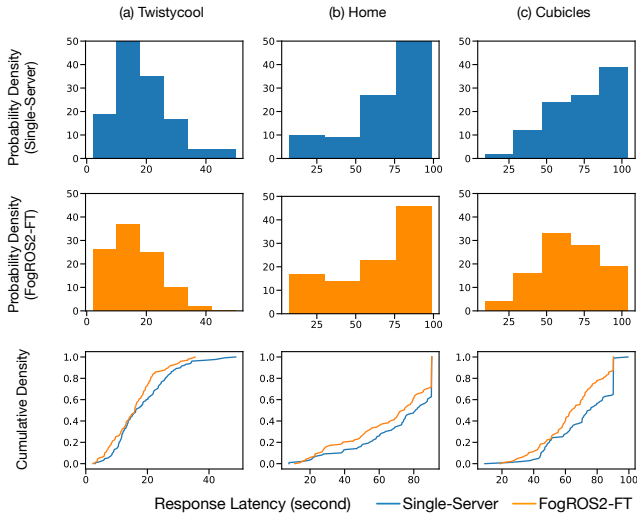 (a) Twistycool (b) Home (c) Cubicles
Probability Density
(Single-Server)
50 50 50
40 40 40
30 30 30
20 20 20
10 10 10
0 0 0
0 20 40 25 50 75 100 25 50 75 100
Probability Density
(FogROS2-FT)
50 50 50
40 40 40
30 30 30
20 20 20
10 10 10
0 0 0
0 20 40 25 50 75 100 25 50 75 100
Cumulative Density
1.0 1.0 1.0
0.8 0.8 0.8
0.6 0.6 0.6
0.4 0.4 0.4
0.2 0.2 0.2
0.0 0.0 0.0
0 20 40 20 40 60 80 20 40 60 80 100
Response Latency (second) Single-Server FogROS2-FT